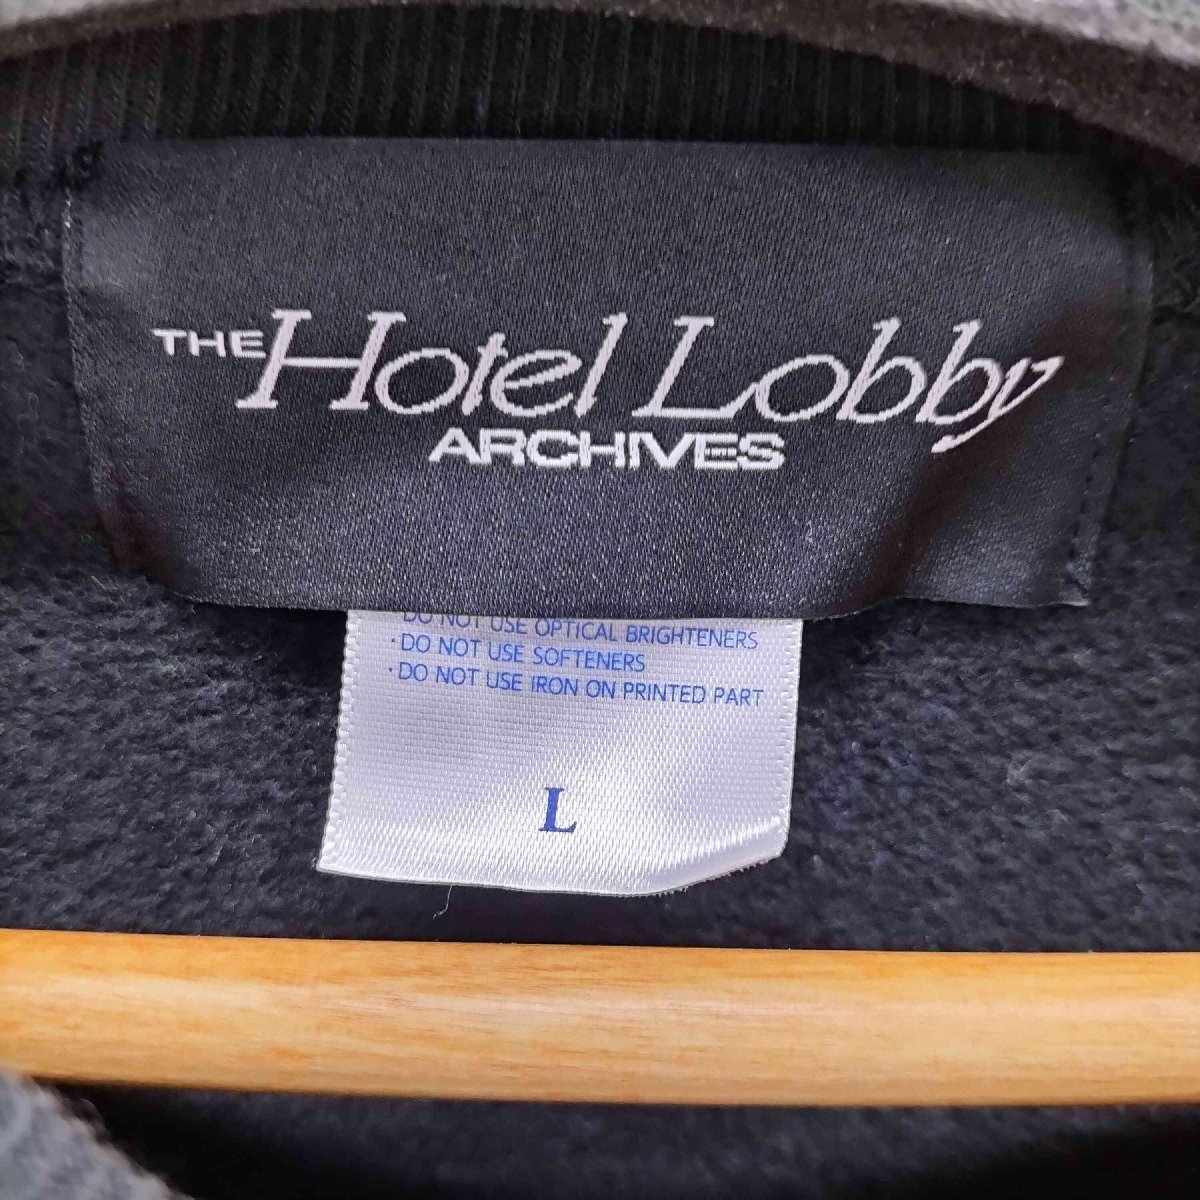 THE Hotel Lobby
ARCHIVES
DO NOT USE OPTICAL BRIGHTENERS
・DO NOT USE SOFTENERS
・DO NOT USE IRON ON PRINTED PART
L